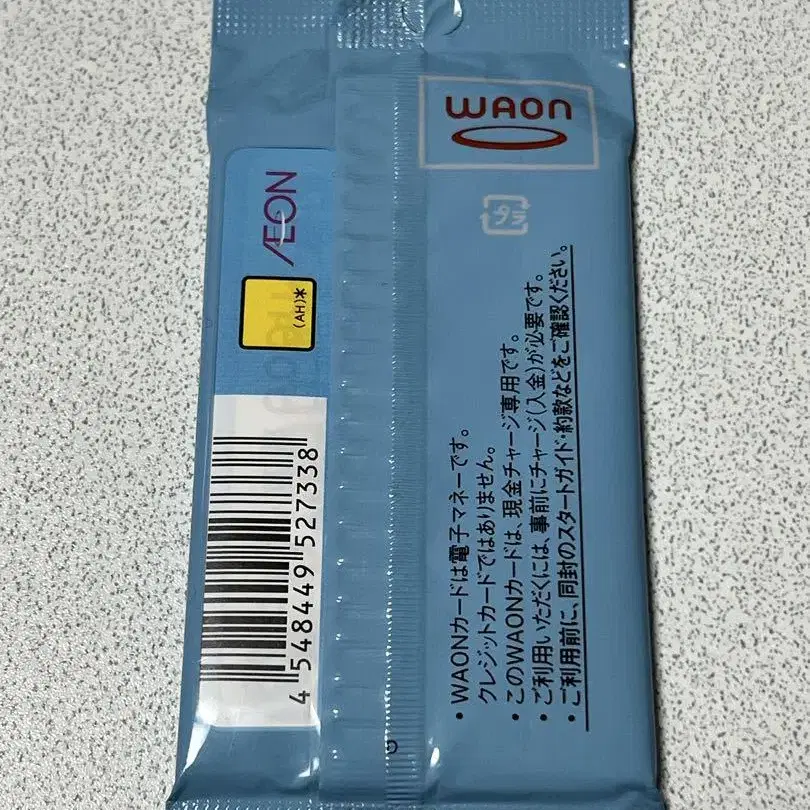 WAON
プラ
ÆON
(AH)*
4 548449 527338
・WAONカードは電子マネーです。
クレジットカードではありません。
・このWAONカードは、現金チャージ専用です。
・ご利用いただくには、事前にチャージ(入金)が必要です。
・ご利用前に、同封のスタートガイド・約款などをご確認ください。